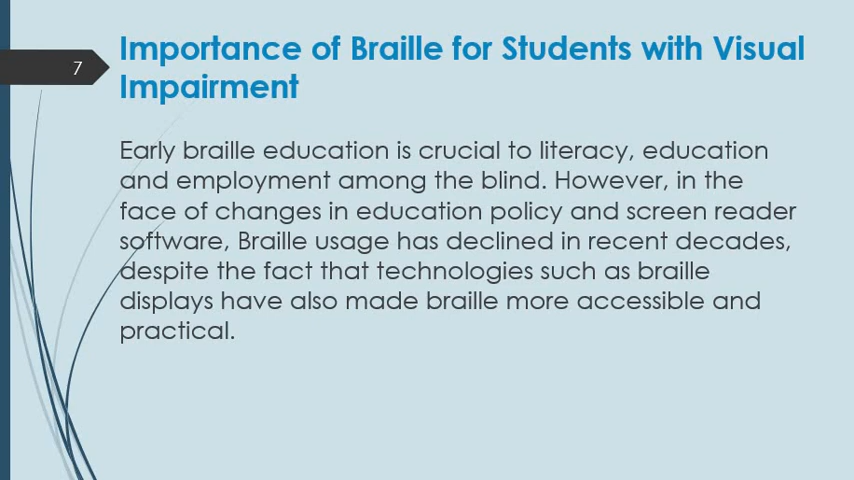 7
Importance of Braille for Students with Visual
Impairment
Early braille education is crucial to literacy, education
and employment among the blind. However, in the
face of changes in education policy and screen reader
software, Braille usage has declined in recent decades,
despite the fact that technologies such as braille
displays have also made braille more accessible and
practical.